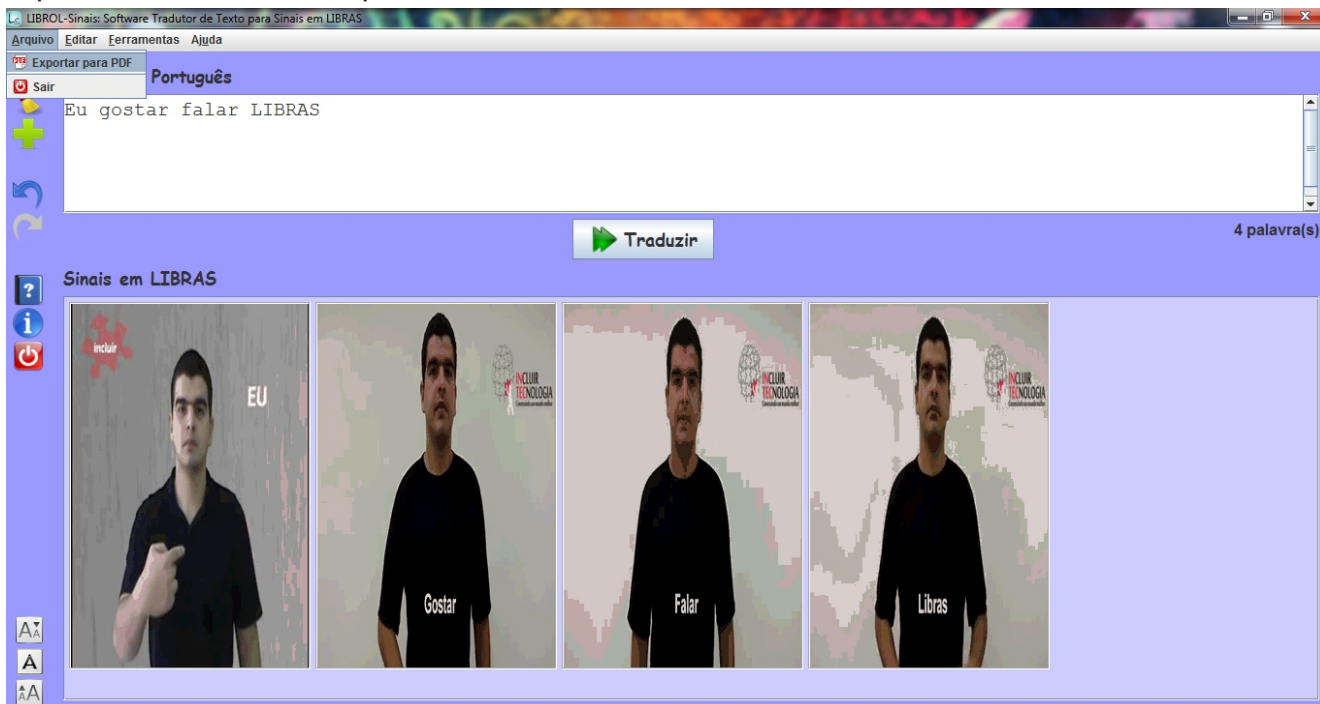 LIBROL-Sinais: Software Tradutor de Texto para Sinais em LIBRAS
Arquivo Editar Ferramentas Ajuda
Exportar para PDF
Sair
Português
Eu gostar falar LIBRAS
Traduzir
4 palavra(s)
Sinais em LIBRAS
incluir
EU
INCLUIR
TECNOLOGIA
Gostar
INCLUIR
TECNOLOGIA
Falar
INCLUIR
TECNOLOGIA
Libras